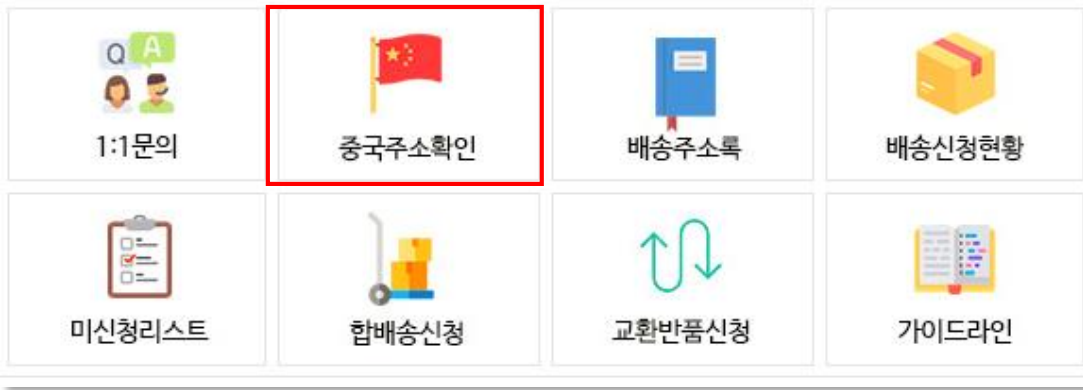 Q A
1:1문의
중국주소확인
배송주소록
배송신청현황
미신청리스트
합배송신청
교환반품신청
가이드라인